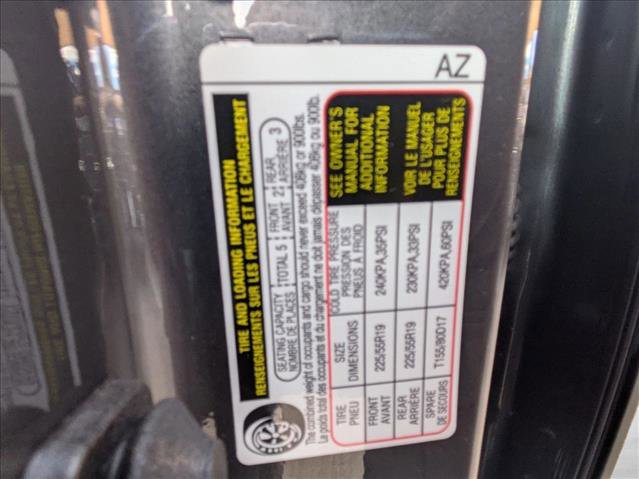 AZ
TIRE AND LOADING INFORMATION
RENSEIGNEMENTS SUR LES PNEUS ET LE CHARGEMENT
SEATING CAPACITY TOTAL 5 FRONT 2 REAR 3
NOMBRE DE PLACES AVANT ARRIÈRE
The combined weight of occupants and cargo should never exceed 408kg or 900lbs.
Le poids total des occupants et du chargement ne doit jamais dépasser 408kg ou 900lb.
TIRE SIZE COLD TIRE PRESSURE
PNEU DIMENSIONS PRESSION DES PNEUS À FROID
FRONT 225/55R19 240KPA,35PSI
AVANT
REAR 225/55R19 230KPA,33PSI
ARRIÈRE
SPARE T155/80D17 420KPA,60PSI
DE SECOURS
SEE OWNER'S
MANUAL FOR
ADDITIONAL
INFORMATION
VOIR LE MANUEL
DE L'USAGER
POUR PLUS DE
RENSEIGNEMENTS